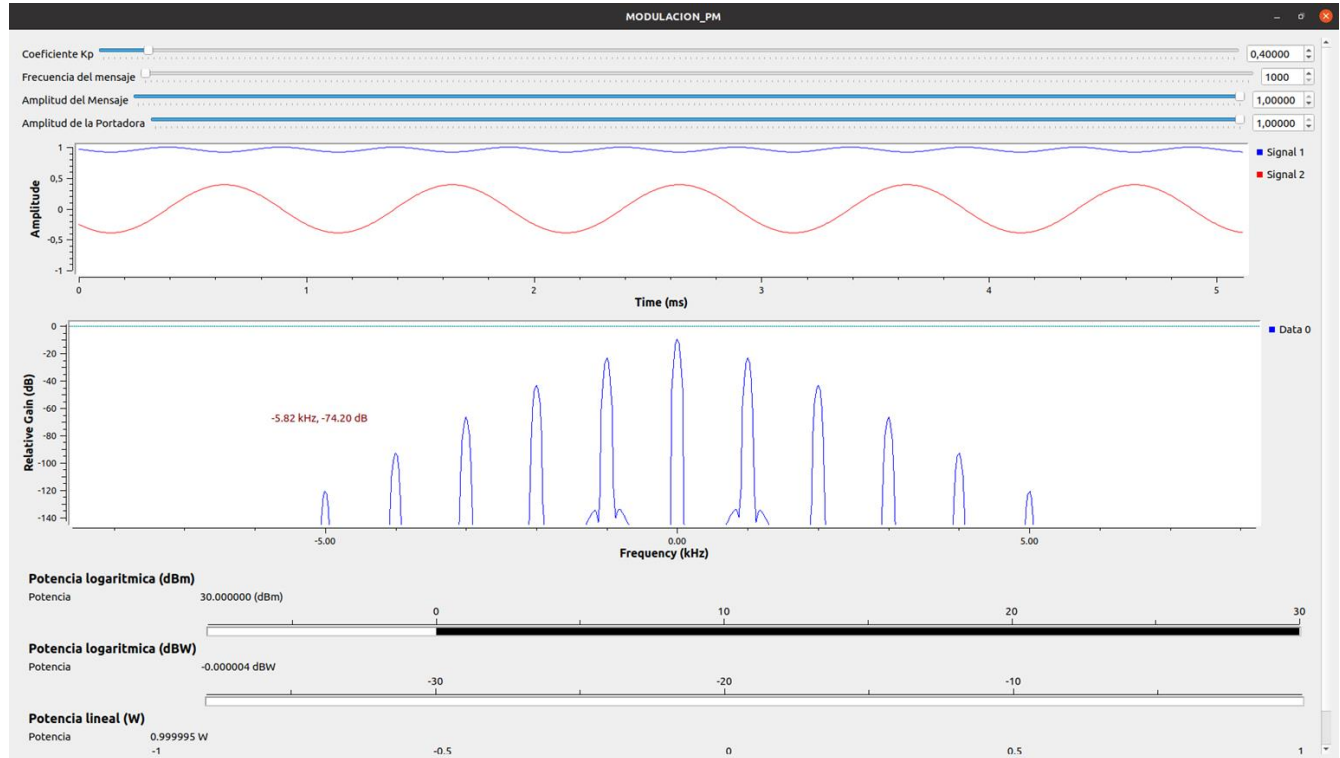 MODULACION_PM
Coeficiente Kp 0,40000
Frecuencia del mensaje 1000
Amplitud del Mensaje 1,00000
Amplitud de la Portadora 1,00000
Amplitude
1
0,5
0
-0,5
-1
Signal 1
Signal 2
0 1 2 3 4 5
Time (ms)
Relative Gain (dB)
0
-20
-40
-60
-80
-100
-120
-140
Data 0
-5.82 kHz, -74.20 dB
-5.00 0.00 5.00
Frequency (kHz)
Potencia logaritmica (dBm)
Potencia 30.000000 (dBm)
0 10 20 30
Potencia logaritmica (dBW)
Potencia -0.000004 dBW
-30 -20 -10
Potencia lineal (W)
Potencia 0.999995 W
-1 -0.5 0 0.5 1